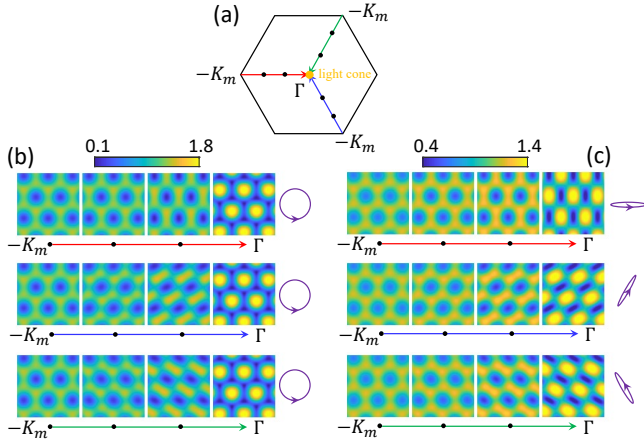 (a)
−K_m
−K_m
light cone
Γ
−K_m
(b)
0.1 1.8
0.4 1.4
(c)
−K_m Γ
−K_m Γ
−K_m Γ
−K_m Γ
−K_m Γ
−K_m Γ